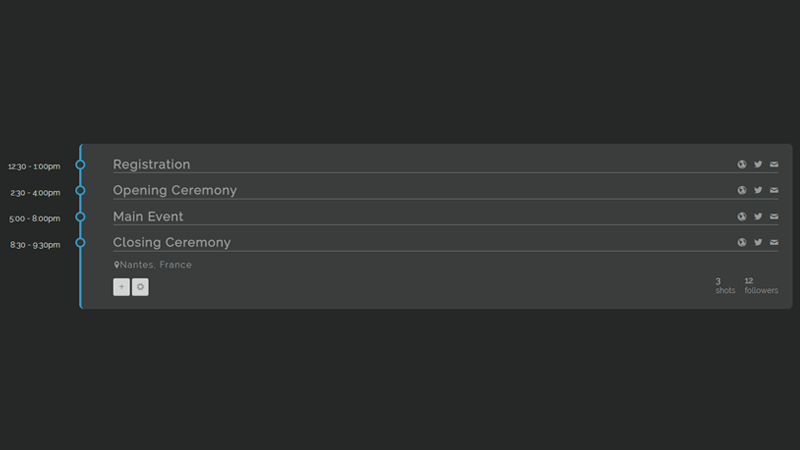 12:30 - 1:00pm Registration
2:30 - 4:00pm Opening Ceremony
5:00 - 8:00pm Main Event
8:30 - 9:30pm Closing Ceremony
Nantes, France
+
3 12
shots followers